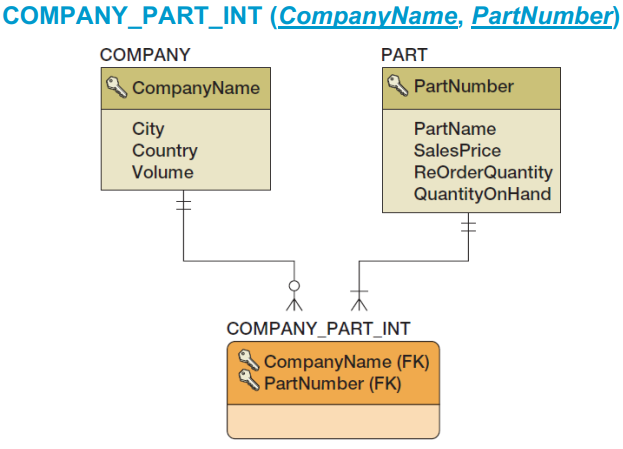 COMPANY_PART_INT (CompanyName, PartNumber)
COMPANY
CompanyName
City
Country
Volume
PART
PartNumber
PartName
SalesPrice
ReOrderQuantity
QuantityOnHand
COMPANY_PART_INT
CompanyName (FK)
PartNumber (FK)